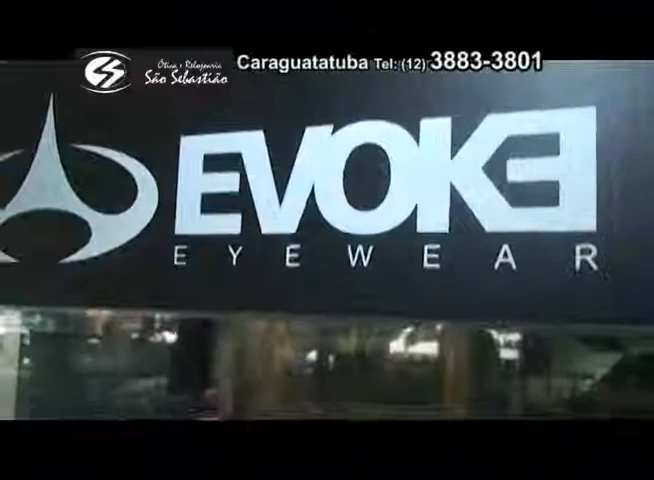 Ótica e Relojoaria
São Sebastião
Caraguatatuba Tel: (12) 3883-3801
EVOKE
EYEWEAR